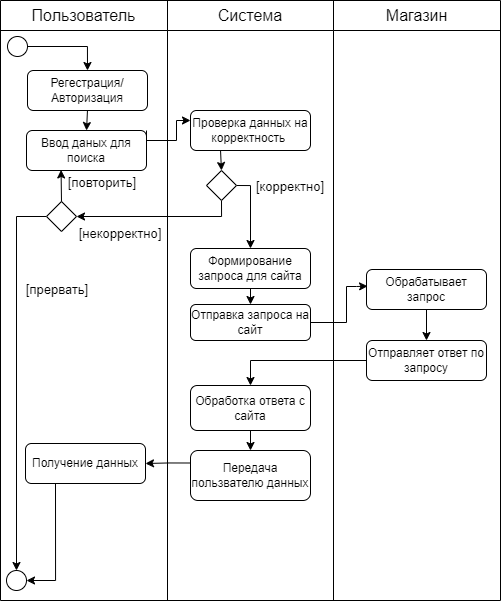 Пользователь
Система
Магазин
Регестрация/
Авторизация
Ввод даных для
поиска
Проверка данных на
корректность
[повторить]
[корректно]
[некорректно]
Формирование
запроса для сайта
[прервать]
Отправка запроса на
сайт
Обрабатывает
запрос
Отправляет ответ по
запросу
Обработка ответа с
сайта
Получение данных
Передача
пользвателю данных